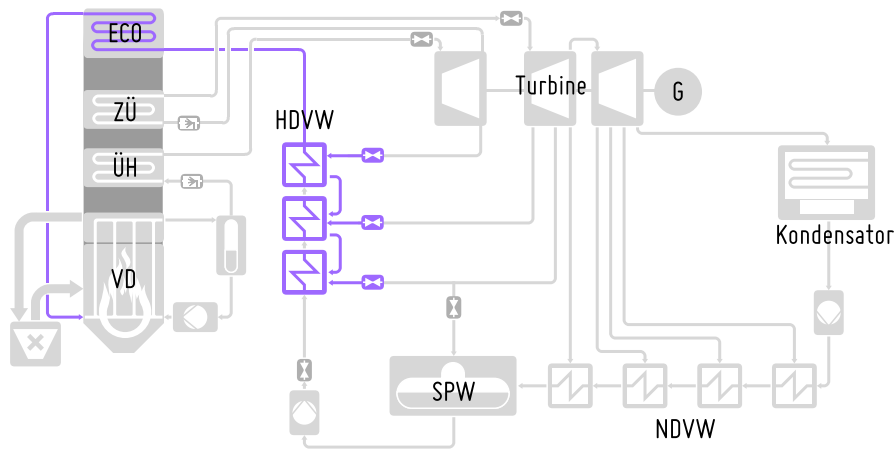 ECO
ZÜ
ÜH
VD
HDVW
Turbine
G
Kondensator
SPW
NDVW